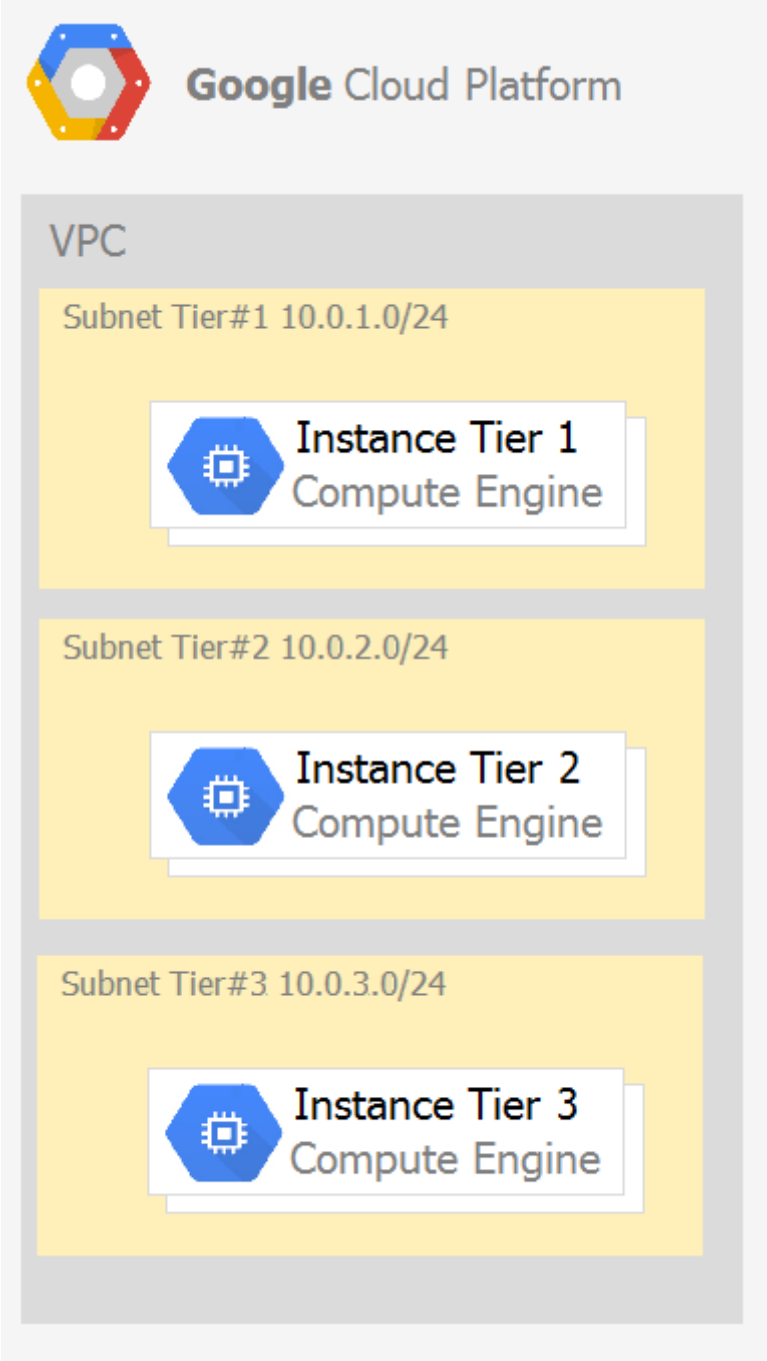 Google Cloud Platform
VPC
Subnet Tier#1 10.0.1.0/24
Instance Tier 1
Compute Engine
Subnet Tier#2 10.0.2.0/24
Instance Tier 2
Compute Engine
Subnet Tier#3 10.0.3.0/24
Instance Tier 3
Compute Engine